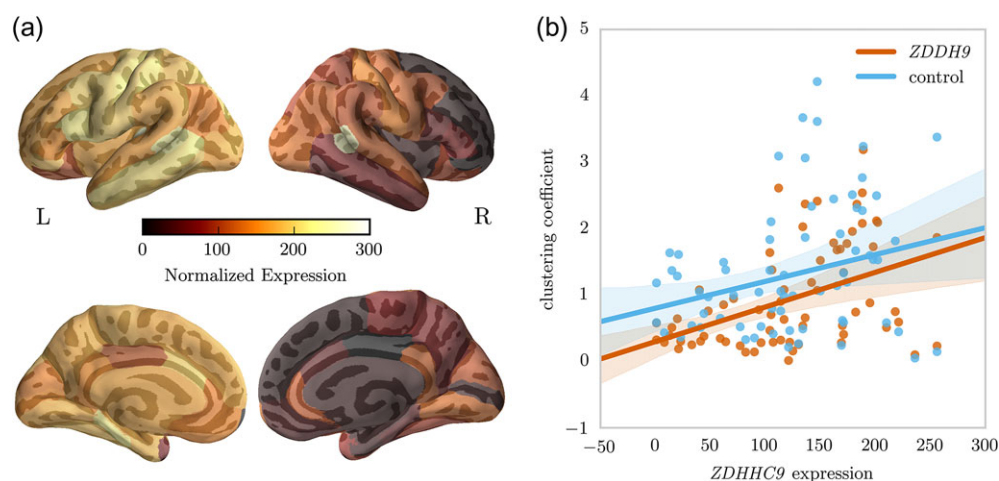 (a)
L
R
0 100 200 300
Normalized Expression
(b)
5
4
3
2
1
0
−1
clustering coefficient
ZDDH9
control
−50 0 50 100 150 200 250 300
ZDHHC9 expression